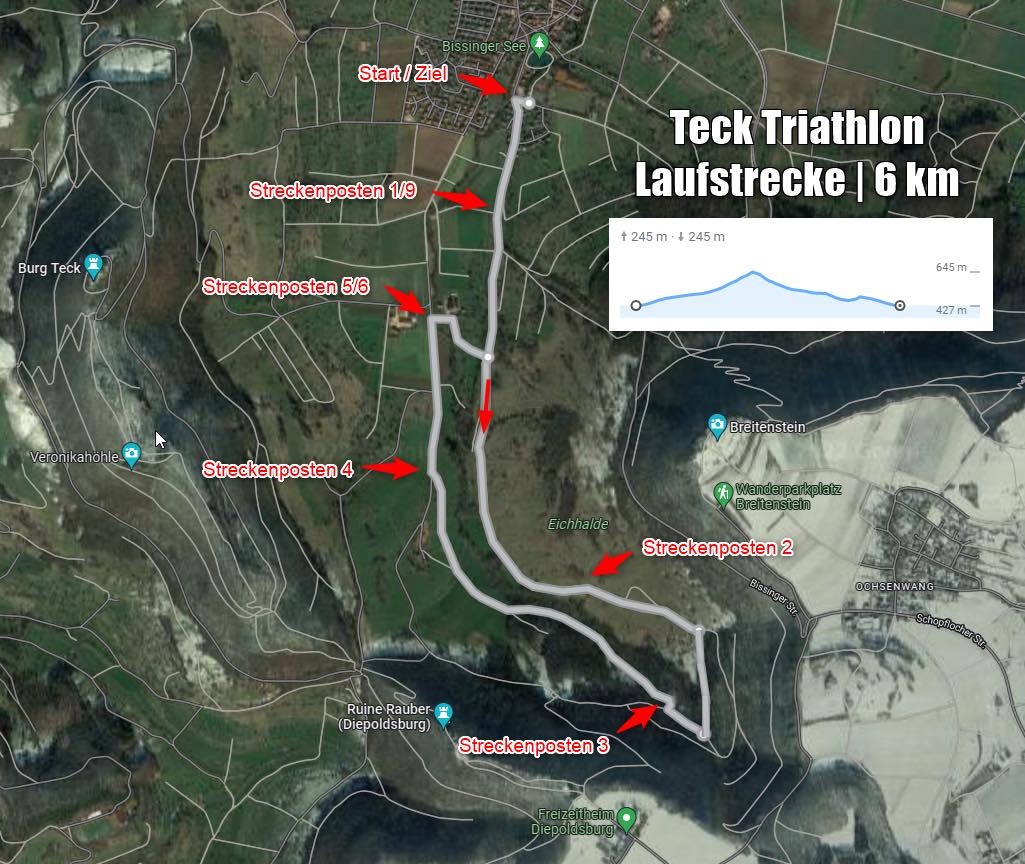 Bissinger See
Start / Ziel
Teck Triathlon
Laufstrecke | 6 km
Streckenposten 1/9
↑ 245 m · ↓ 245 m
645 m
427 m
Burg Teck
Streckenposten 5/6
Breitenstein
Veronikahöhle
Streckenposten 4
Wanderparkplatz
Breitenstein
Eichhalde
Streckenposten 2
Bissinger Str.
OCHSENWANG
Schopflocher Str.
Ruine Rauber
(Diepoldsburg)
Streckenposten 3
Freizeitheim
Diepoldsburg